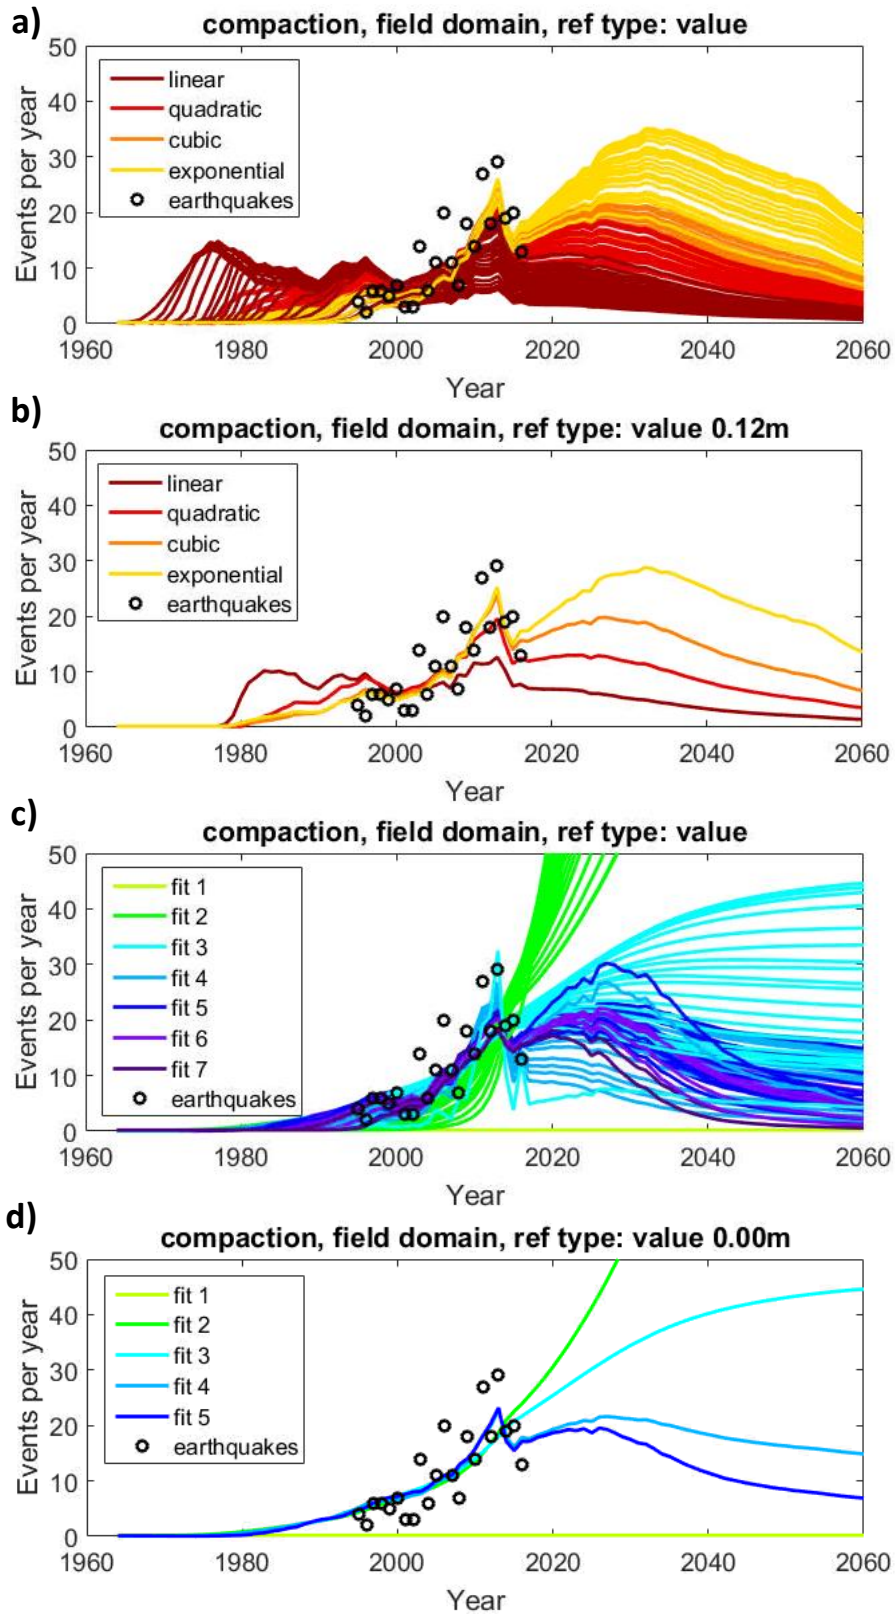 a)
compaction, field domain, ref type: value
50
40
30
20
10
0
Events per year
linear
quadratic
cubic
exponential
earthquakes
1960
1980
2000
2020
2040
2060
Year
b)
compaction, field domain, ref type: value 0.12m
50
40
30
20
10
0
Events per year
linear
quadratic
cubic
exponential
earthquakes
1960
1980
2000
2020
2040
2060
Year
c)
compaction, field domain, ref type: value
50
40
30
20
10
0
Events per year
fit 1
fit 2
fit 3
fit 4
fit 5
fit 6
fit 7
earthquakes
1960
1980
2000
2020
2040
2060
Year
d)
compaction, field domain, ref type: value 0.00m
50
40
30
20
10
0
Events per year
fit 1
fit 2
fit 3
fit 4
fit 5
earthquakes
1960
1980
2000
2020
2040
2060
Year